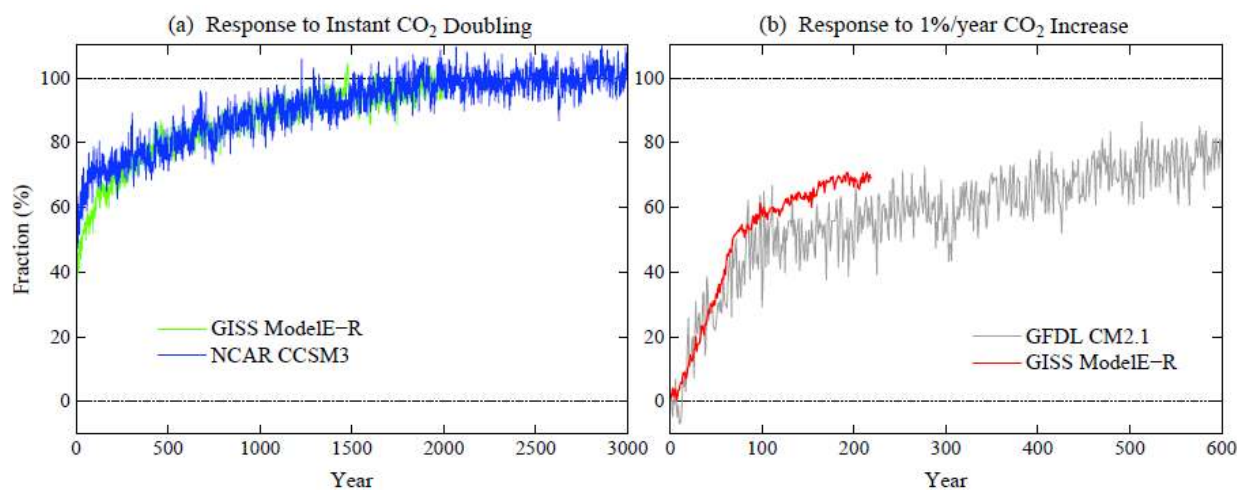 (a) Response to Instant CO₂ Doubling
(b) Response to 1%/year CO₂ Increase
Fraction (%)
100
80
60
40
20
0
GISS ModelE−R
NCAR CCSM3
0 500 1000 1500 2000 2500 3000
Year
100
80
60
40
20
0
GFDL CM2.1
GISS ModelE−R
0 100 200 300 400 500 600
Year